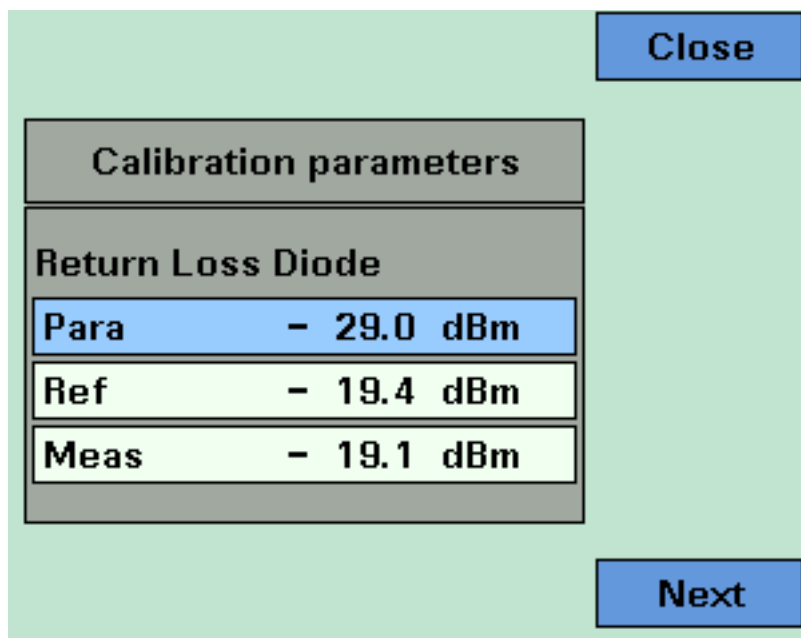 Close
Calibration parameters
Return Loss Diode
Para - 29.0 dBm
Ref - 19.4 dBm
Meas - 19.1 dBm
Next